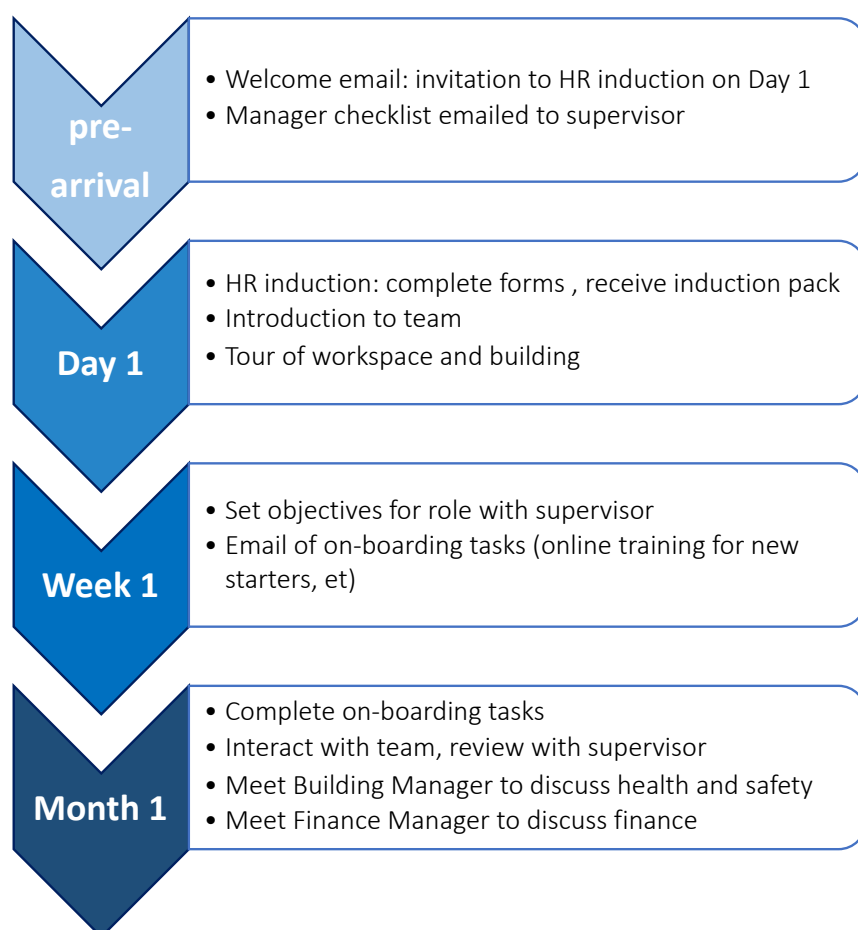 pre-
arrival
• Welcome email: invitation to HR induction on Day 1
• Manager checklist emailed to supervisor
Day 1
• HR induction: complete forms , receive induction pack
• Introduction to team
• Tour of workspace and building
Week 1
• Set objectives for role with supervisor
• Email of on-boarding tasks (online training for new
starters, et)
Month 1
• Complete on-boarding tasks
• Interact with team, review with supervisor
• Meet Building Manager to discuss health and safety
• Meet Finance Manager to discuss finance